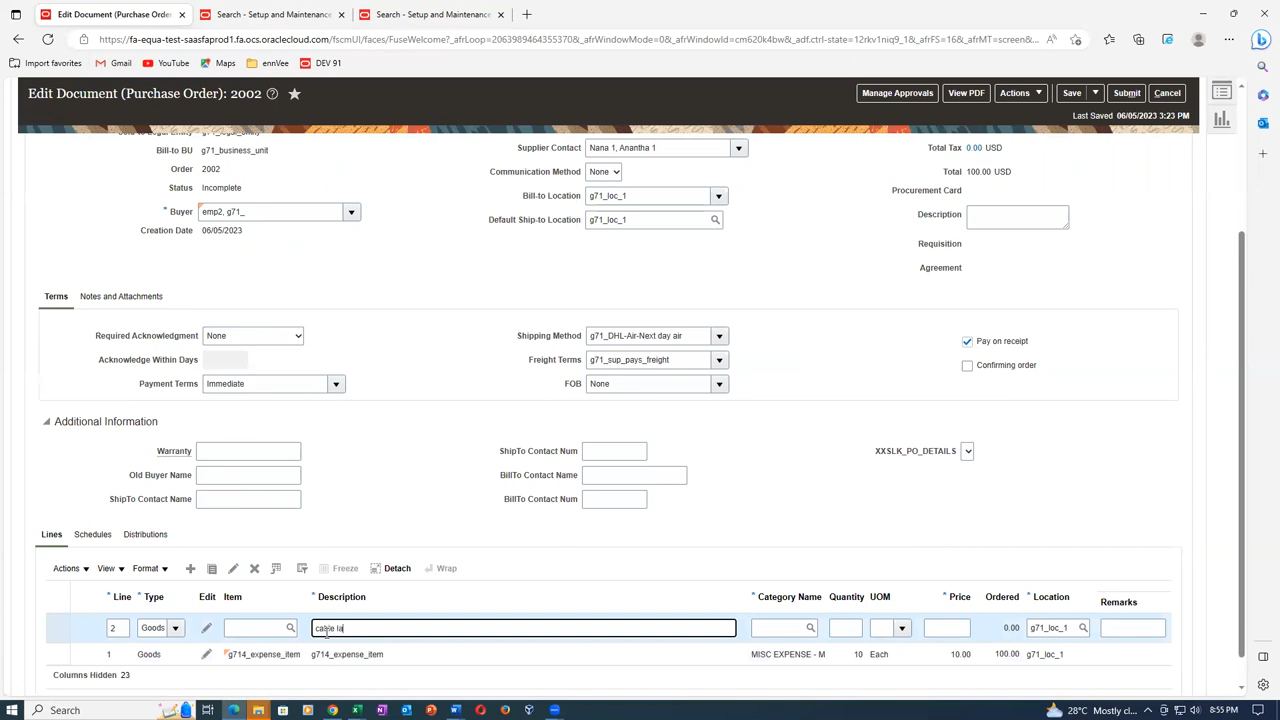 Edit Document (Purchase Order
Search - Setup and Maintenance
Search - Setup and Maintenance
https://fa-equa-test-saasfaprod1.fa.ocs.oraclecloud.com/fscmUI/faces/FuseWelcome?_afrLoop=2063989464355370&_afrWindowMode=0&_afrWindowId=cm620k4bw&_adf.ctrl-state=12rkv1niq9_1&_afrFS=16&_afrMT=screen&...
Import favorites Gmail YouTube Maps ennVee DEV 91
Edit Document (Purchase Order): 2002
Manage Approvals View PDF Actions Save Submit Cancel
Last Saved 06/05/2023 3:23 PM
Bill-to BU g71_business_unit
Order 2002
Status Incomplete
* Buyer emp2, g71_
Creation Date 06/05/2023
Supplier Contact Nana 1, Anantha 1
Communication Method None
Bill-to Location g71_loc_1
Default Ship-to Location g71_loc_1
Total Tax 0.00 USD
Total 100.00 USD
Procurement Card
Description
Requisition
Agreement
Terms Notes and Attachments
Required Acknowledgment None
Acknowledge Within Days
Payment Terms Immediate
Shipping Method g71_DHL-Air-Next day air
Freight Terms g71_sup_pays_freight
FOB None
Pay on receipt
Confirming order
Additional Information
Warranty
Old Buyer Name
ShipTo Contact Name
ShipTo Contact Num
BillTo Contact Name
BillTo Contact Num
XXSLK_PO_DETAILS
Lines Schedules Distributions
Actions View Format Freeze Detach Wrap
* Line * Type Edit Item * Description * Category Name Quantity UOM * Price Ordered * Location Remarks
2 Goods cable la 0.00 g71_loc_1
1 Goods g714_expense_item g714_expense_item MISC EXPENSE - M 10 Each 10.00 100.00 g71_loc_1
Columns Hidden 23
Search
28°C Mostly cl... 8:55 PM